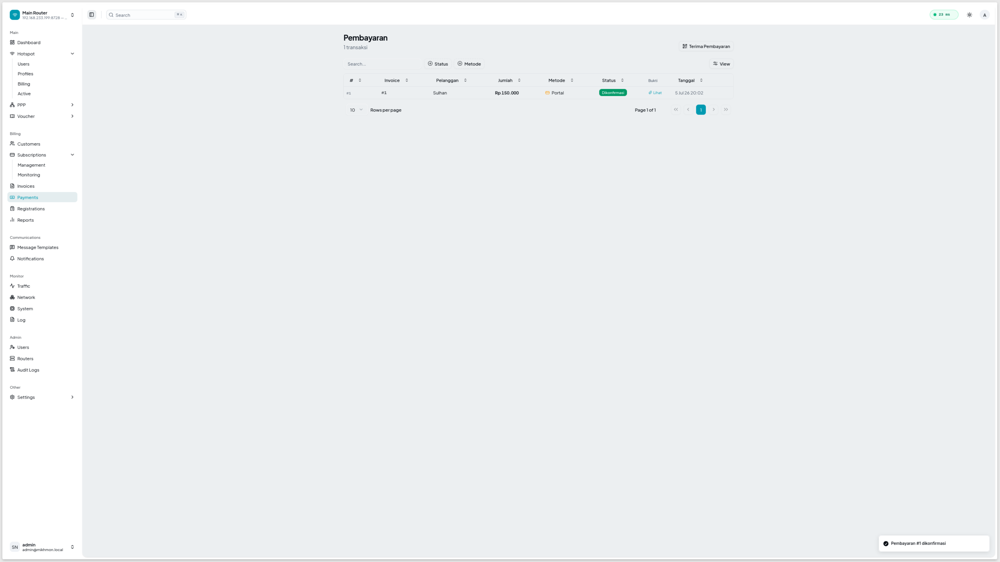 Main Router
192.168.233.199:8728 — ...
Search
⌘ K
23 ms
A
Main
Dashboard
Hotspot
Users
Profiles
Billing
Active
PPP
Voucher
Billing
Customers
Subscriptions
Management
Monitoring
Invoices
Payments
Registrations
Reports
Communications
Message Templates
Notifications
Monitor
Traffic
Network
System
Log
Admin
Users
Routers
Audit Logs
Other
Settings
SN
admin
admin@mikhmon.local
Pembayaran
1 transaksi
Terima Pembayaran
Search...
Status
Metode
View
# Invoice Pelanggan Jumlah Metode Status Bukti Tanggal
#1 #1 Sulhan Rp 150.000 Portal Dikonfirmasi Lihat 5 Jul 26 20:02
10 Rows per page
Page 1 of 1
1
Pembayaran #1 dikonfirmasi